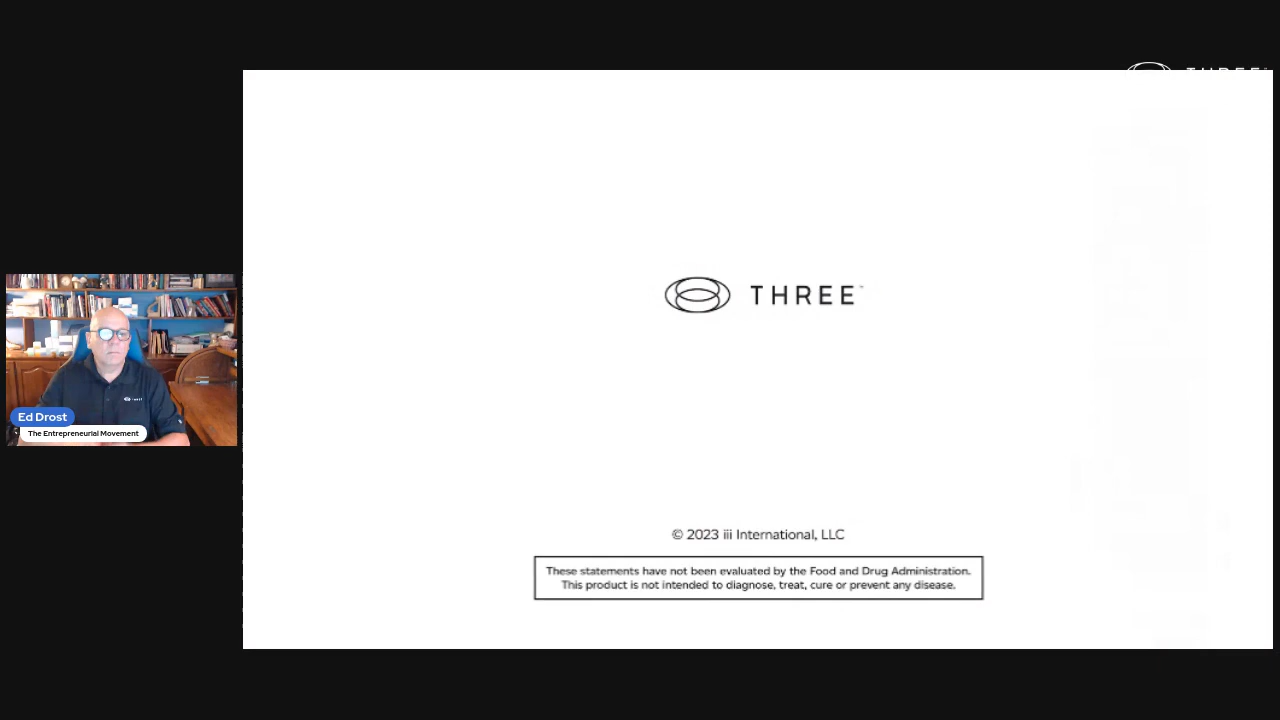 THREE™
Ed Drost
The Entrepreneurial Movement
© 2023 iii International, LLC
These statements have not been evaluated by the Food and Drug Administration.
This product is not intended to diagnose, treat, cure or prevent any disease.